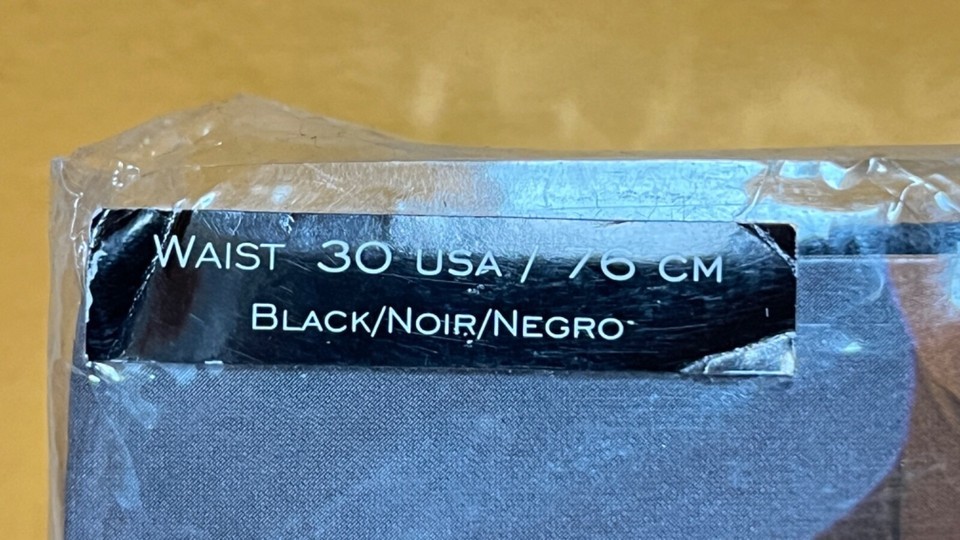 WAIST 30 USA / 76 CM
BLACK/NOIR/NEGRO